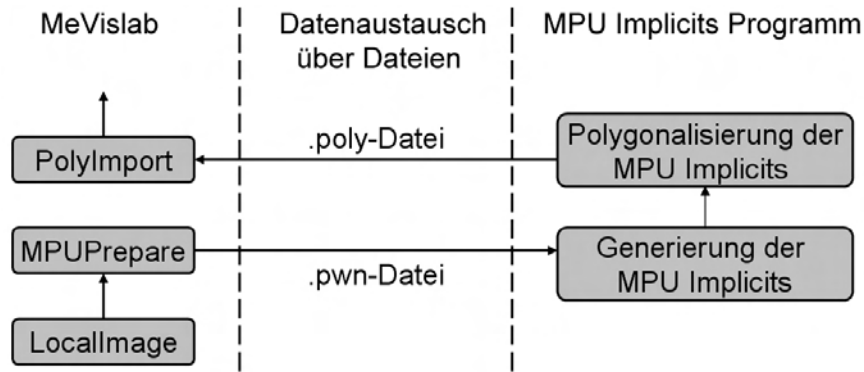 MeVislab
Datenaustausch
über Dateien
MPU Implicits Programm
.poly-Datei
PolyImport
Polygonalisierung der
MPU Implicits
MPUPrepare
.pwn-Datei
Generierung der
MPU Implicits
LocalImage